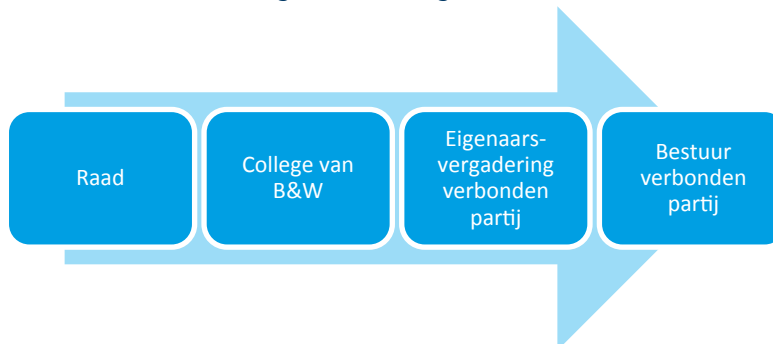 Raad
College van
B&W
Eigenaars-
vergadering
verbonden
partij
Bestuur
verbonden
partij